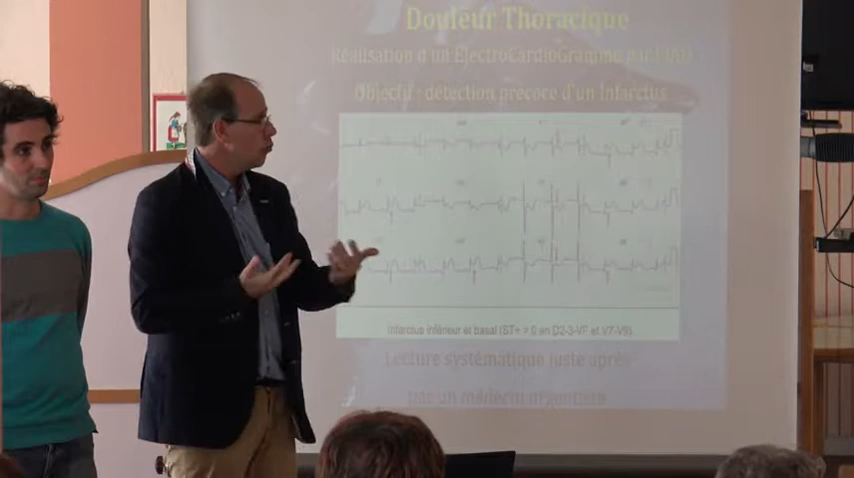 Douleur Thoracique
Réalisation d'un ElectroCardioGramme par
Objectif : détection précoce d'un Infarctus
Infarctus inférieur et basal (ST+ > 0 en D2-3-VF et V7-V9)
Lecture systématique juste après
par un médecin urgentiste